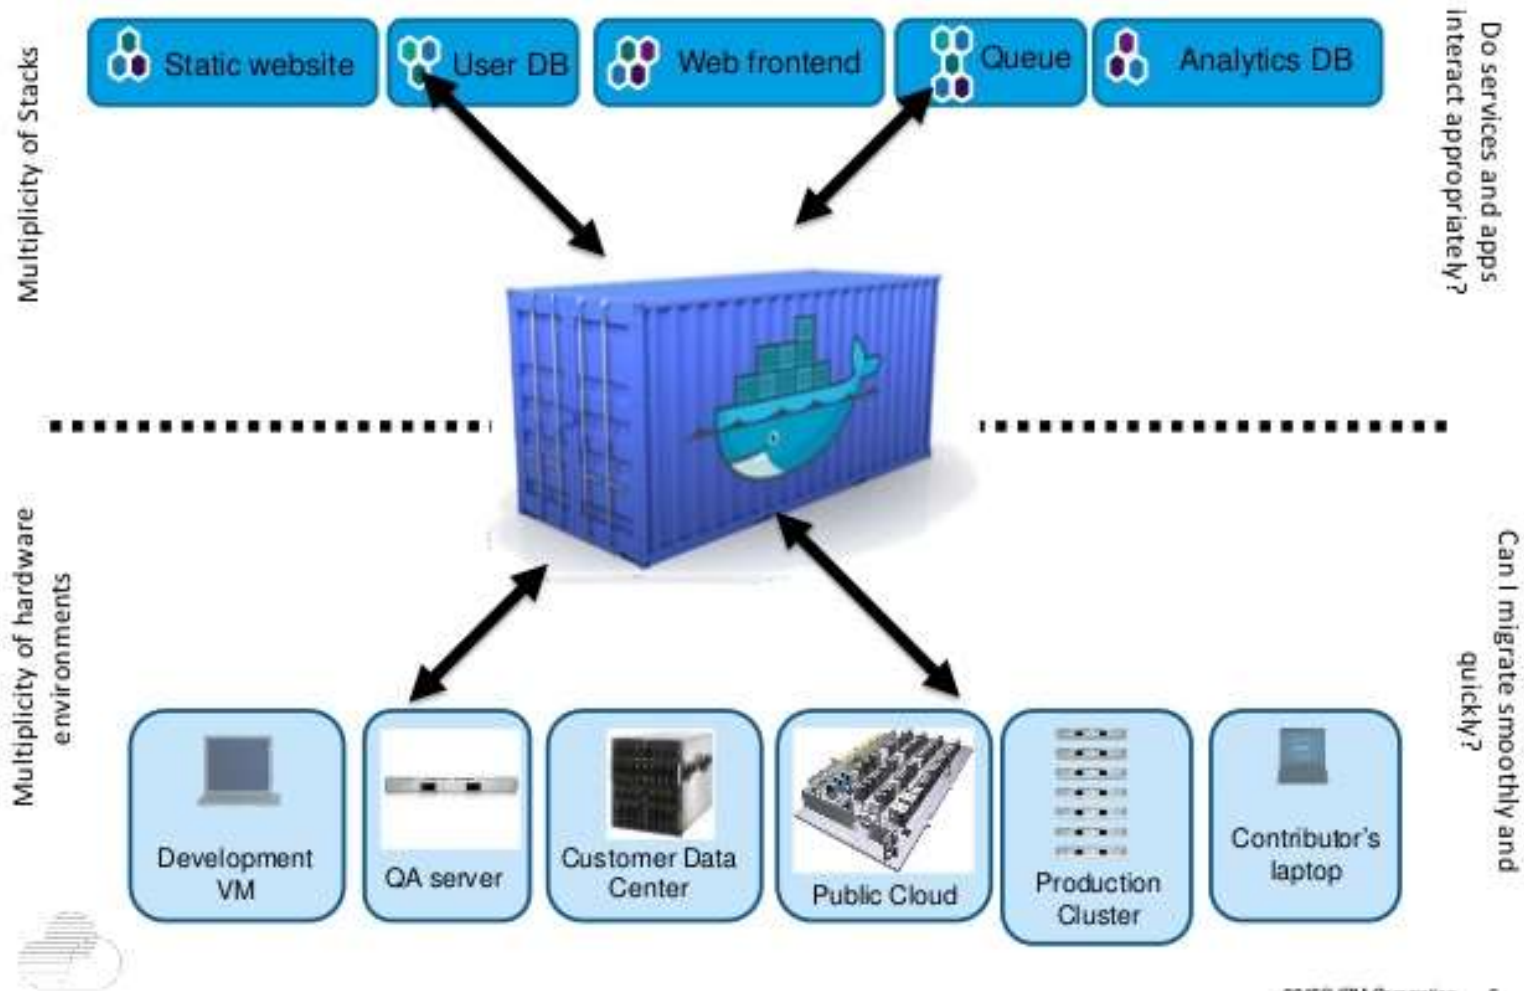 Static website
User DB
Web frontend
Queue
Analytics DB
Multiplicity of Stacks
Do services and apps
interact appropriately?
Multiplicity of hardware
environments
Can I migrate smoothly and
quickly?
Development
VM
QA server
Customer Data
Center
Public Cloud
Production
Cluster
Contributor's
laptop